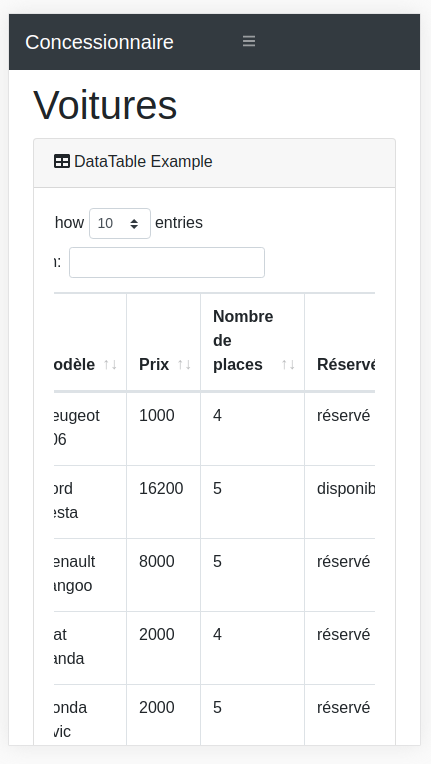 Concessionnaire
Voitures
DataTable Example
how 10 entries
:
Nombre
de
odèle Prix places Réservé
eugeot 1000 4 réservé
06
ord 16200 5 disponib
esta
enault 8000 5 réservé
angoo
at 2000 4 réservé
anda
onda 2000 5 réservé
vic